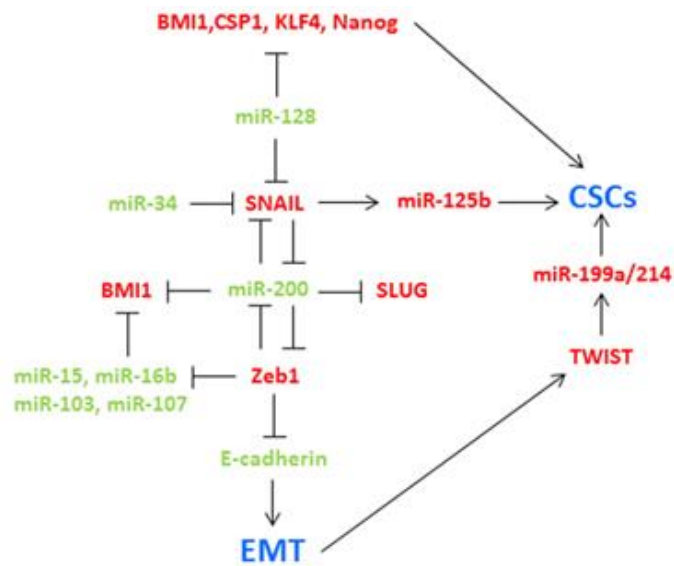 BMI1,CSP1, KLF4, Nanog
miR-128
miR-34
SNAIL
miR-125b
CSCs
BMI1
miR-200
SLUG
miR-199a/214
miR-15, miR-16b
miR-103, miR-107
Zeb1
TWIST
E-cadherin
EMT